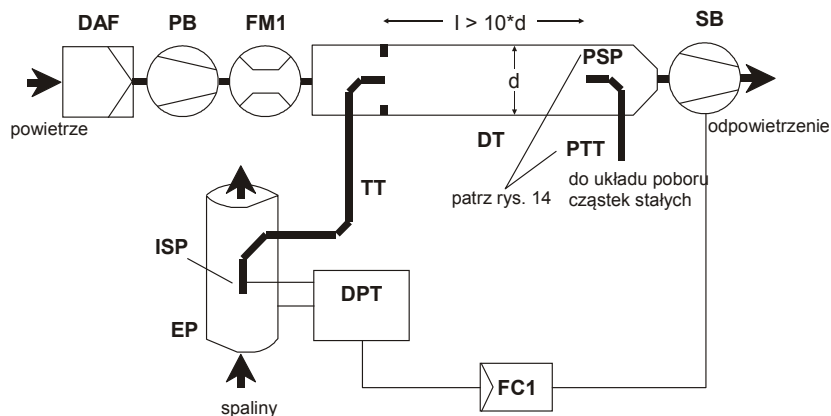 DAF
PB
FM1
l > 10*d
SB
PSP
d
powietrze
odpowietrzenie
DT
PTT
TT
patrz rys. 14
do układu poboru
cząstek stałych
ISP
DPT
EP
FC1
spaliny